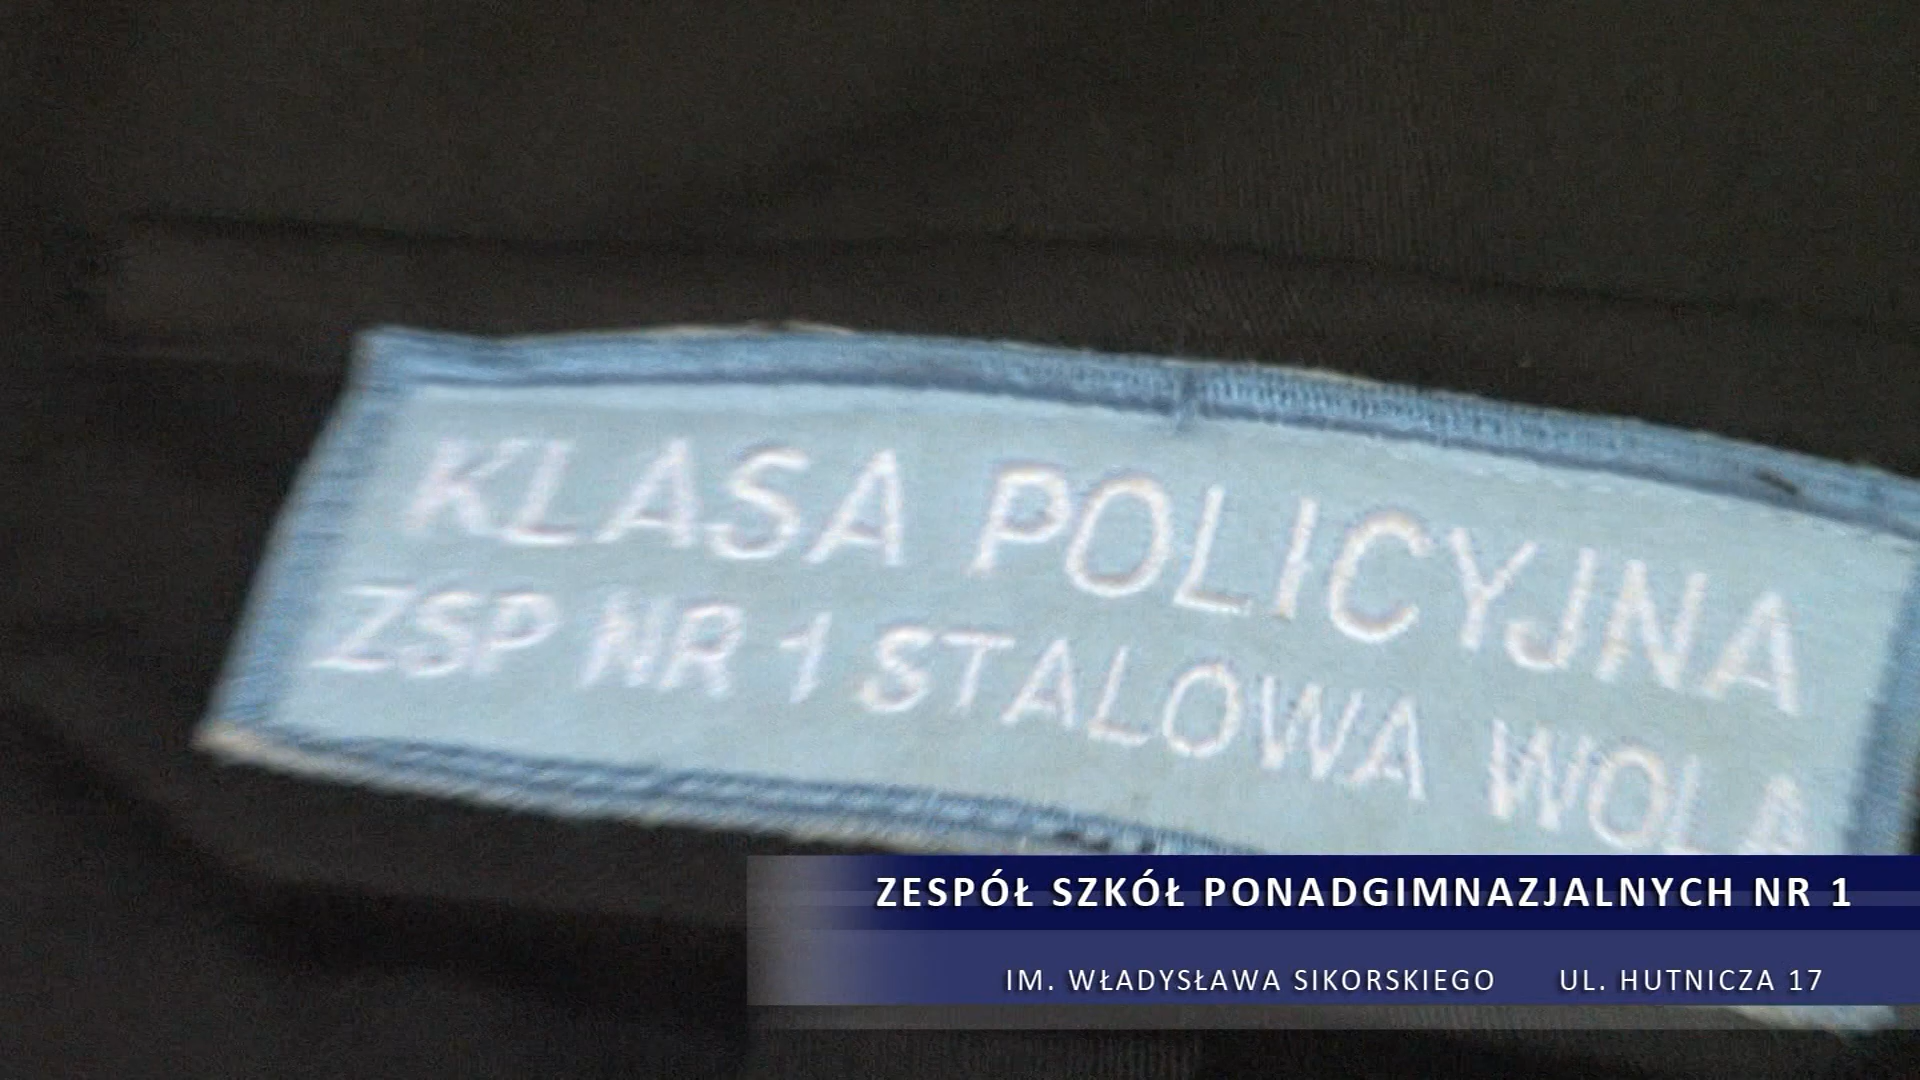 KLASA POLICYJNA
ZSP NR 1 STALOWA WOLA
ZESPÓŁ SZKÓŁ PONADGIMNAZJALNYCH NR 1
IM. WŁADYSŁAWA SIKORSKIEGO UL. HUTNICZA 17